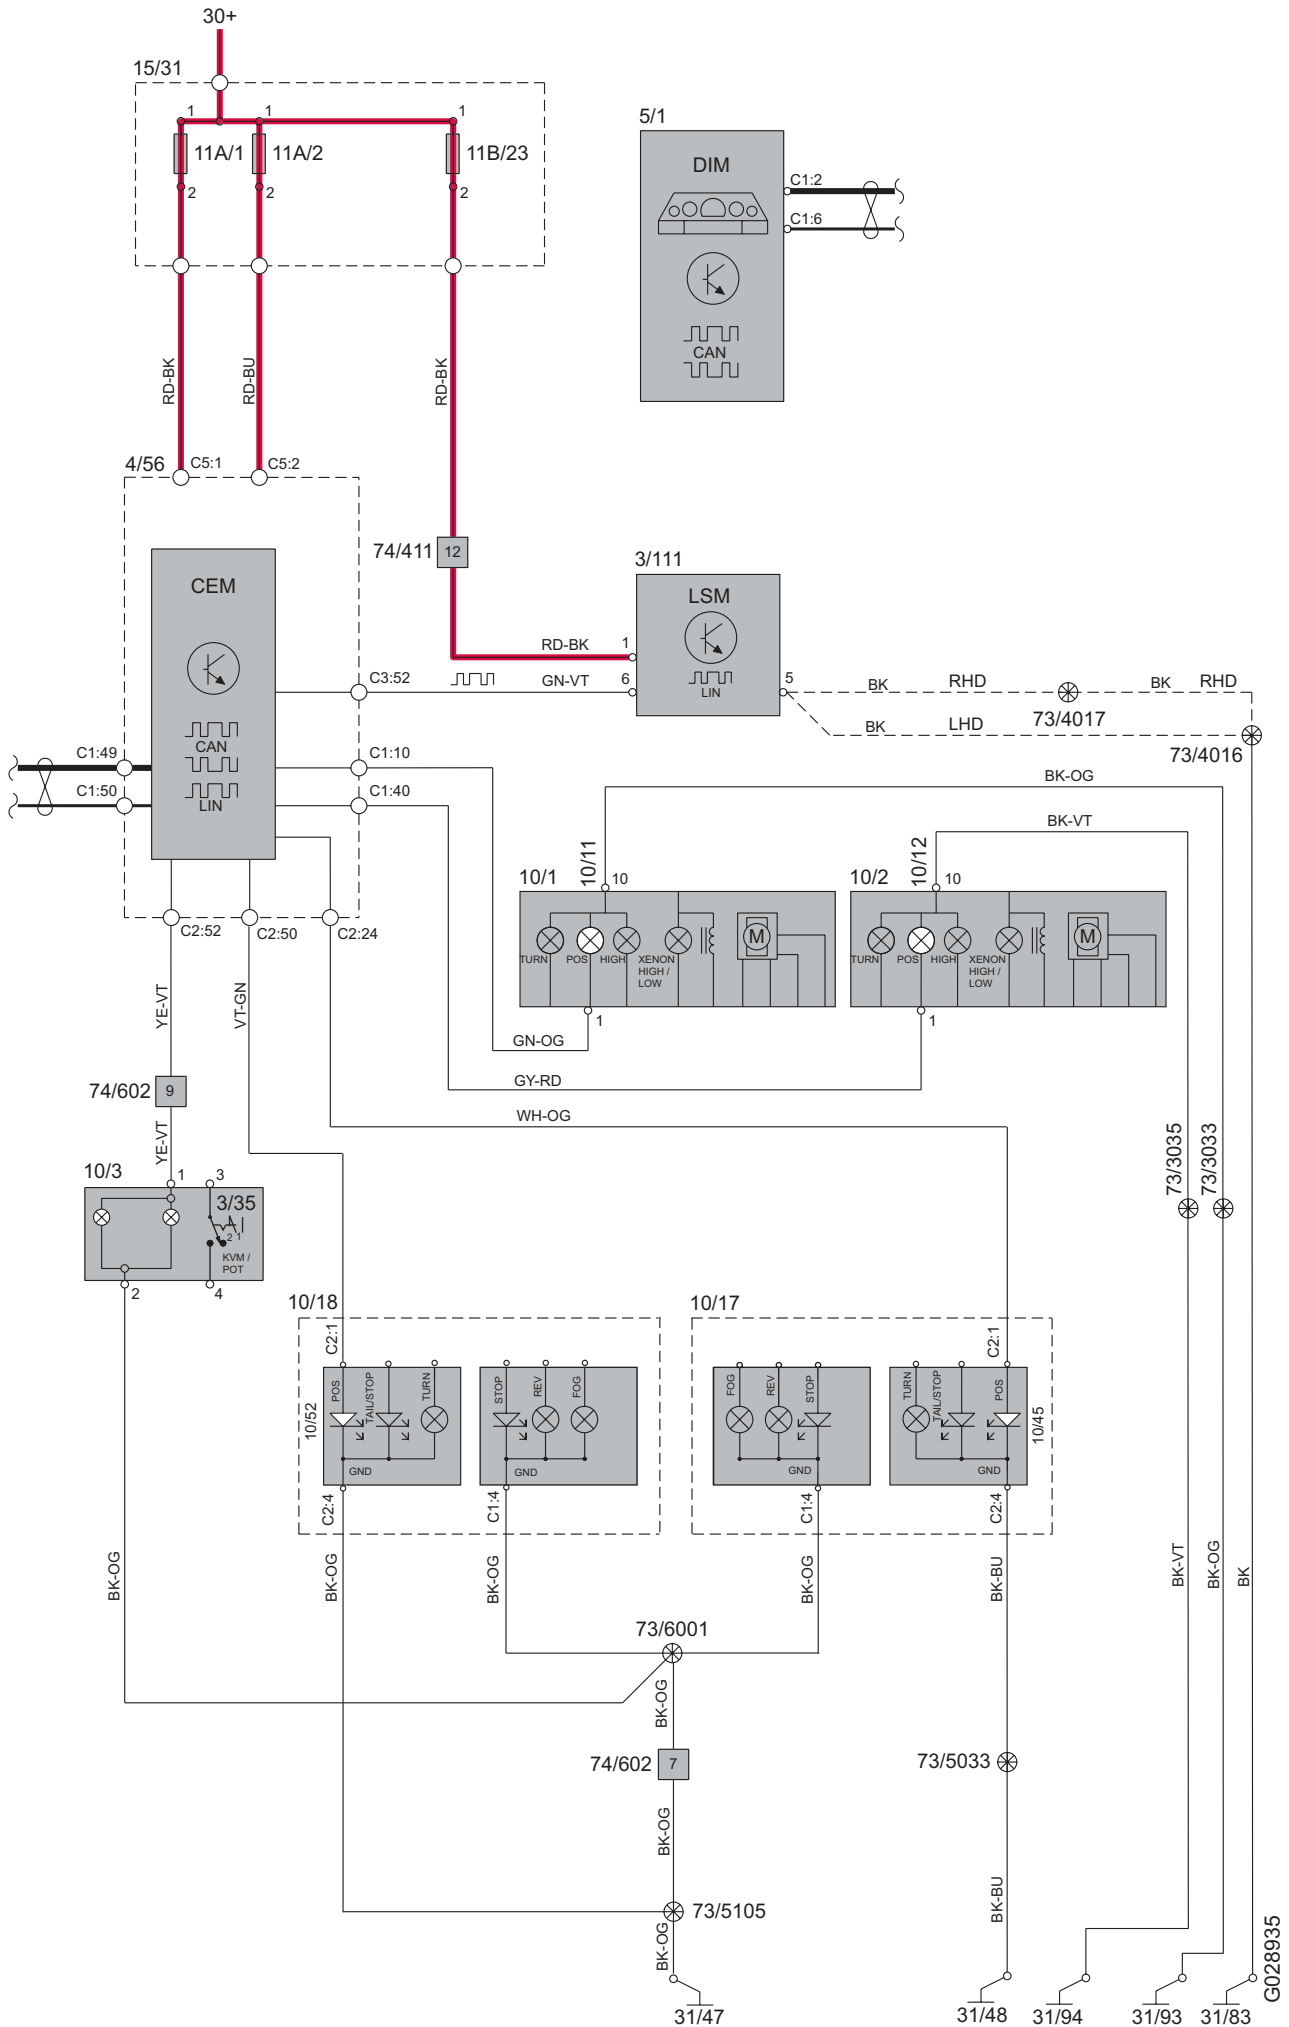 30+
15/31
1 1 1
11A/1 11A/2 11B/23
2 2 2
5/1
DIM
C1:2
C1:6
CAN
RD-BK RD-BU RD-BK
4/56 C5:1 C5:2
74/411 12
3/111
CEM
LSM
RD-BK 1
C3:52 GN-VT 6
LIN
5 BK RHD BK RHD
73/4017
BK LHD
73/4016
C1:49 CAN C1:10
C1:50 LIN C1:40
BK-OG
BK-VT
10/1 10/11 10
10/2 10/12 10
M M
TURN POS HIGH XENON
HIGH /
LOW
TURN POS HIGH XENON
HIGH /
LOW
C2:52 C2:50 C2:24
YE-VT VT-GN
1 1
GN-OG
GY-RD
WH-OG
74/602 9
YE-VT
73/3035 73/3033
10/3 1 3
3/35
2 1
KVM /
POT
2 4
10/18 10/17
C2:1 C2:1
10/52 POS TAIL/STOP TURN
STOP REV FOG
FOG REV STOP
TURN TAIL/STOP POS 10/45
GND GND GND GND
C2:4 C1:4 C1:4 C2:4
BK-OG BK-OG BK-OG BK-OG BK-BU BK-VT BK-OG BK
73/6001
BK-OG
74/602 7
73/5033
BK-OG
BK-BU
73/5105
BK-OG
31/47 31/48 31/94 31/93 31/83
G028935